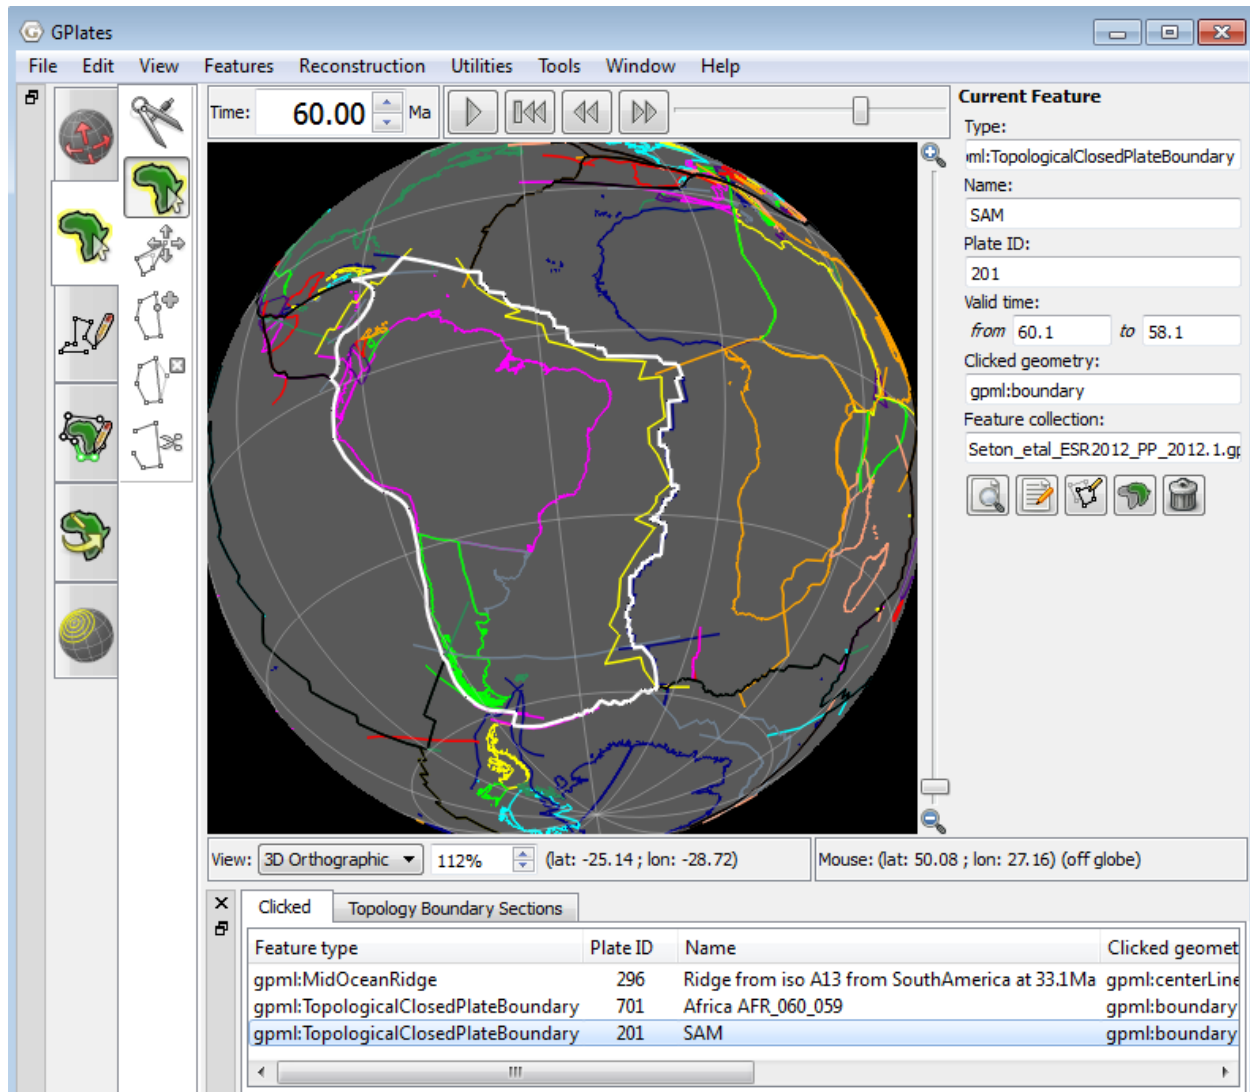 GPlates
File Edit View Features Reconstruction Utilities Tools Window Help
Time: 60.00 Ma
Current Feature
Type:
ml:TopologicalClosedPlateBoundary
Name:
SAM
Plate ID:
201
Valid time:
from 60.1 to 58.1
Clicked geometry:
gpml:boundary
Feature collection:
Seton_etal_ESR2012_PP_2012.1.gp
View: 3D Orthographic 112% (lat: -25.14 ; lon: -28.72) Mouse: (lat: 50.08 ; lon: 27.16) (off globe)
Clicked Topology Boundary Sections
Feature type Plate ID Name Clicked geomet
gpml:MidOceanRidge 296 Ridge from iso A13 from SouthAmerica at 33.1Ma gpml:centerLine
gpml:TopologicalClosedPlateBoundary 701 Africa AFR_060_059 gpml:boundary
gpml:TopologicalClosedPlateBoundary 201 SAM gpml:boundary